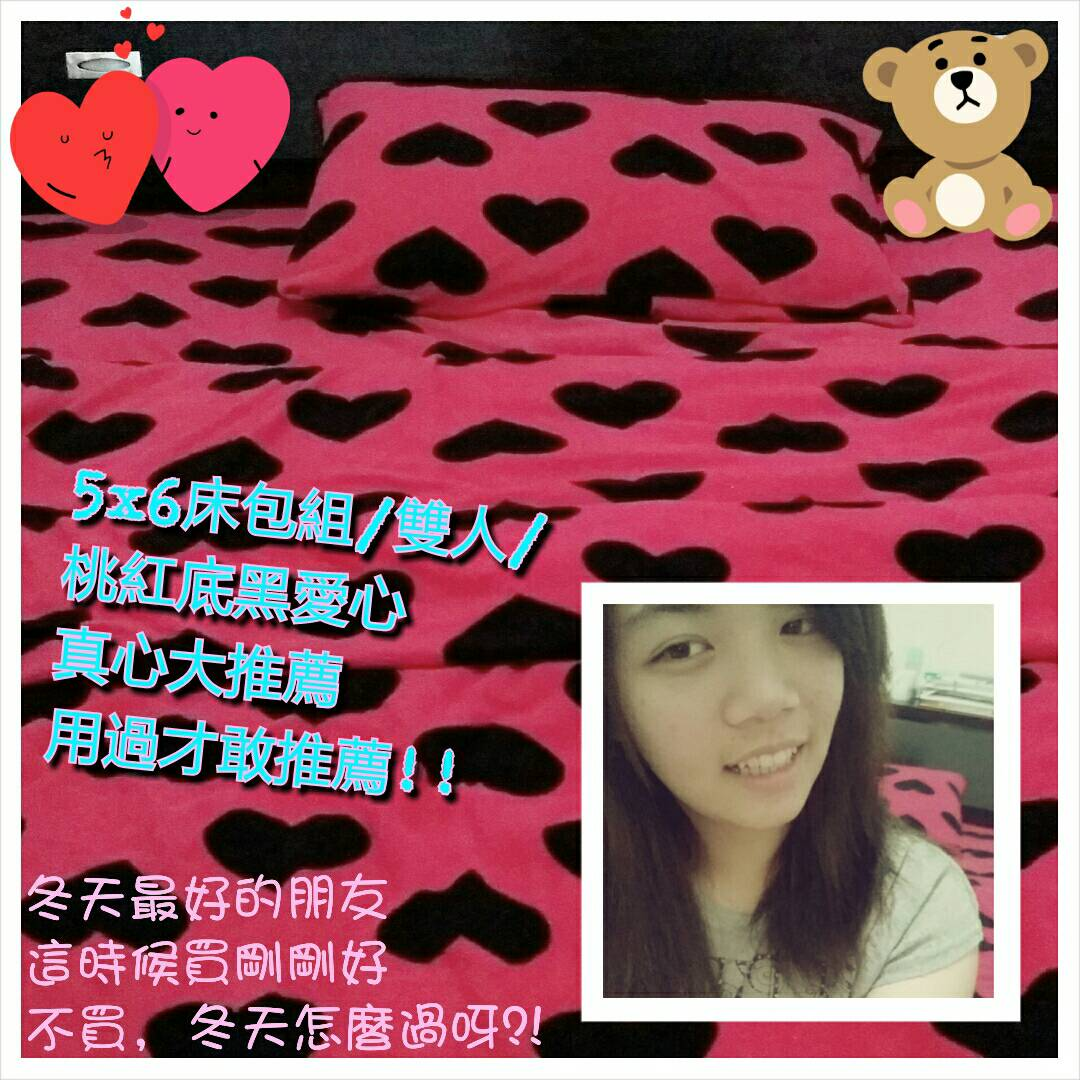 5x6床包組/雙人/
桃紅底黑愛心
真心大推薦
用過才敢推薦!!
冬天最好的朋友
這時候買剛剛好
不買，冬天怎麼過呀?!